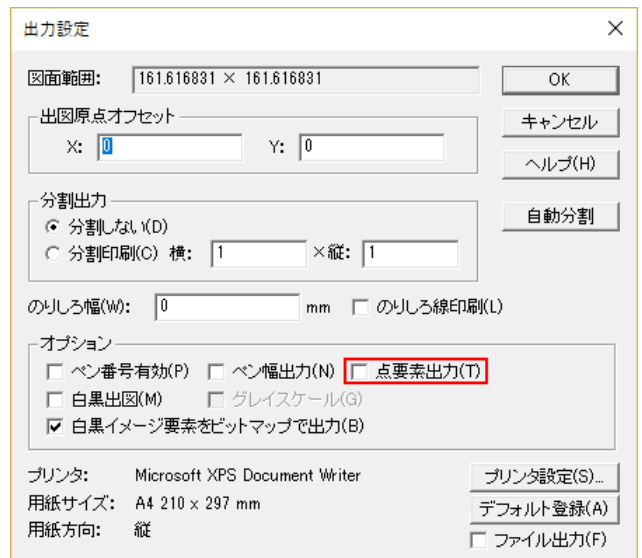 出力設定
図面範囲: 161.616831 × 161.616831
OK
出図原点オフセット
キャンセル
X: 0 Y: 0
ヘルプ(H)
分割出力
自動分割
分割しない(D)
分割印刷(C) 横: 1 ×縦: 1
のりしろ幅(W): 0 mm のりしろ線印刷(L)
オプション
ペン番号有効(P) ペン幅出力(N) 点要素出力(T)
白黒出図(M) グレイスケール(G)
白黒イメージ要素をビットマップで出力(B)
プリンタ: Microsoft XPS Document Writer プリンタ設定(S)...
用紙サイズ: A4 210 x 297 mm デフォルト登録(A)
用紙方向: 縦 ファイル出力(F)